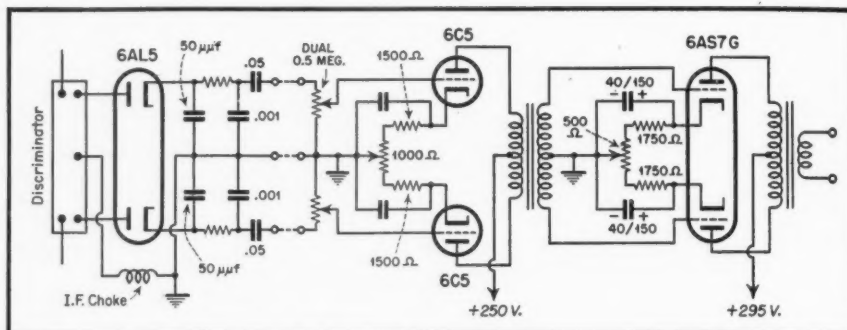 6AL5
50 µµf
.05
DUAL
0.5 MEG.
1500 Ω
6C5
6AS7G
Discriminator
.001
1000 Ω
40/150
- +
500
Ω
1750 Ω
1750 Ω
.001
- +
40/150
.05
50 µµf
1500 Ω
6C5
I.F. Choke
+250 V.
+295 V.